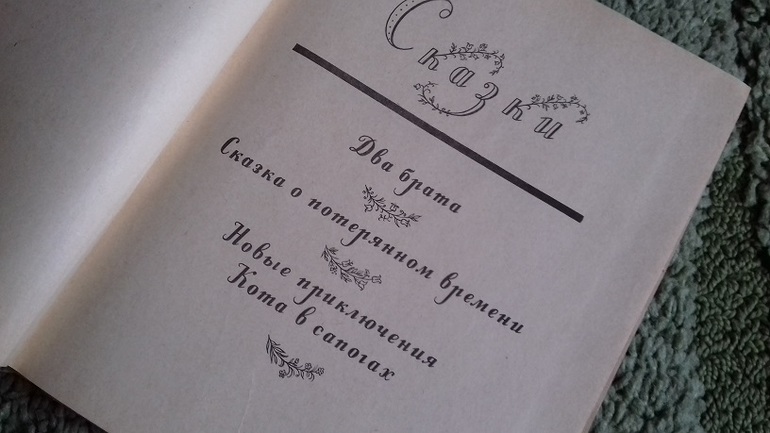 Сказки
Два брата
Сказка о потерянном времени
Новые приключения
Кота в сапогах